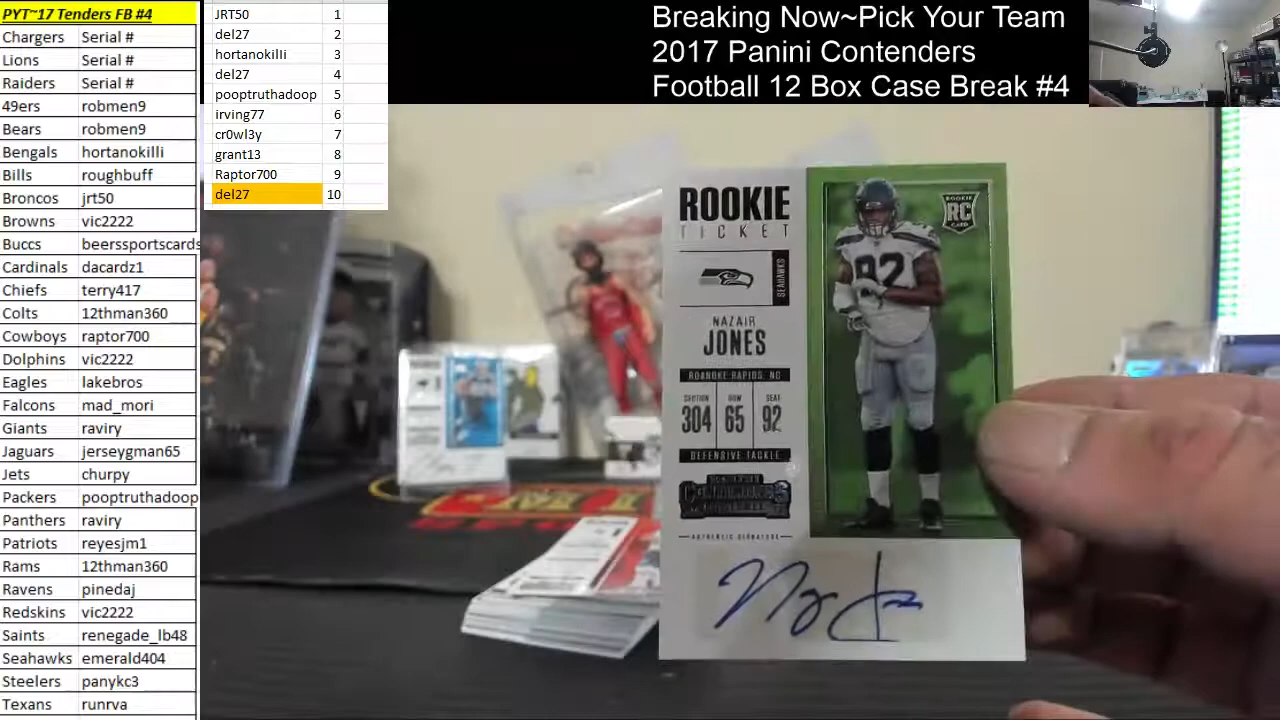 PYT~17 Tenders FB #4
Chargers Serial #
Lions Serial #
Raiders Serial #
49ers robmen9
Bears robmen9
Bengals hortanokilli
Bills roughbuff
Broncos jrt50
Browns vic2222
Buccs beerssportscards
Cardinals dacardz1
Chiefs terry417
Colts 12thman360
Cowboys raptor700
Dolphins vic2222
Eagles lakebros
Falcons mad_mori
Giants raviry
Jaguars jerseygman65
Jets churpy
Packers pooptruthadoop
Panthers raviry
Patriots reyesjm1
Rams 12thman360
Ravens pinedaj
Redskins vic2222
Saints renegade_lb48
Seahawks emerald404
Steelers panykc3
Texans runrva
JRT50 1
del27 2
hortanokilli 3
del27 4
pooptruthadoop 5
irving77 6
cr0wl3y 7
grant13 8
Raptor700 9
del27 10
Breaking Now~Pick Your Team
2017 Panini Contenders
Football 12 Box Case Break #4
ROOKIE
TICKET
SEAHAWKS
NAZAIR
JONES
ROANOKE RAPIDS, NC
SECTION ROW SEAT
304 65 92
DEFENSIVE TACKLE
AUTHENTIC SIGNATURE
ROOKIE
RC
CARD
92